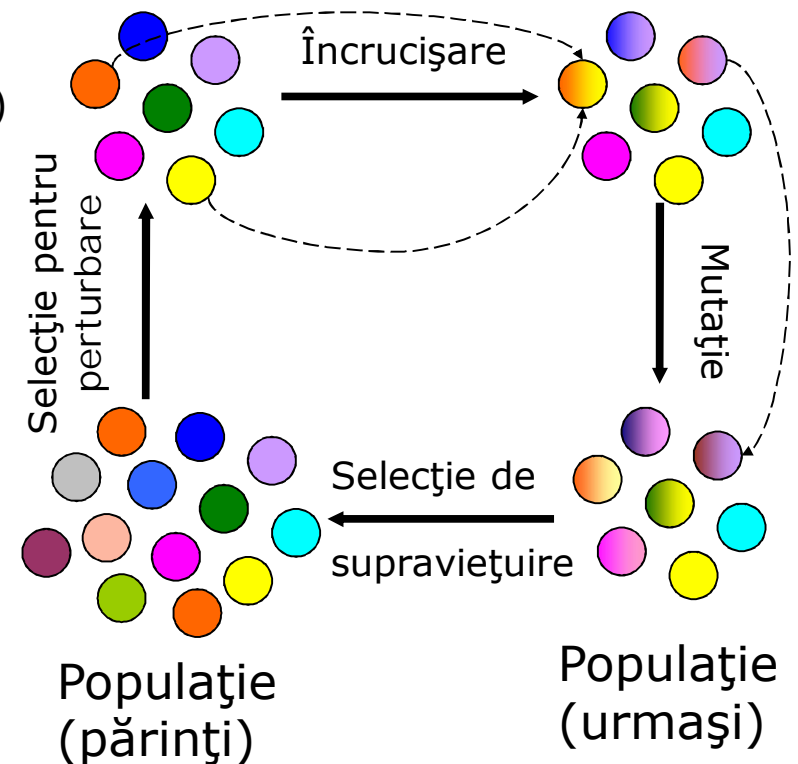 Încrucişare
)
Selecţie pentru
perturbare
Mutaţie
Selecţie de
supravieţuire
Populaţie
(părinţi)
Populaţie
(urmaşi)